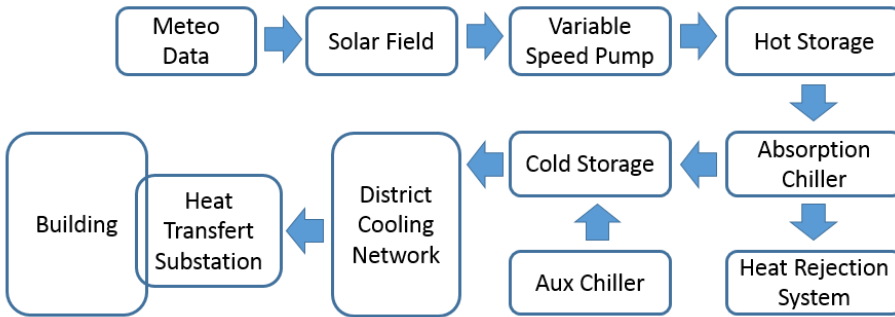 Meteo
Data
Solar Field
Variable
Speed Pump
Hot Storage
Building
Heat
Transfert
Substation
District
Cooling
Network
Cold Storage
Absorption
Chiller
Aux Chiller
Heat Rejection
System